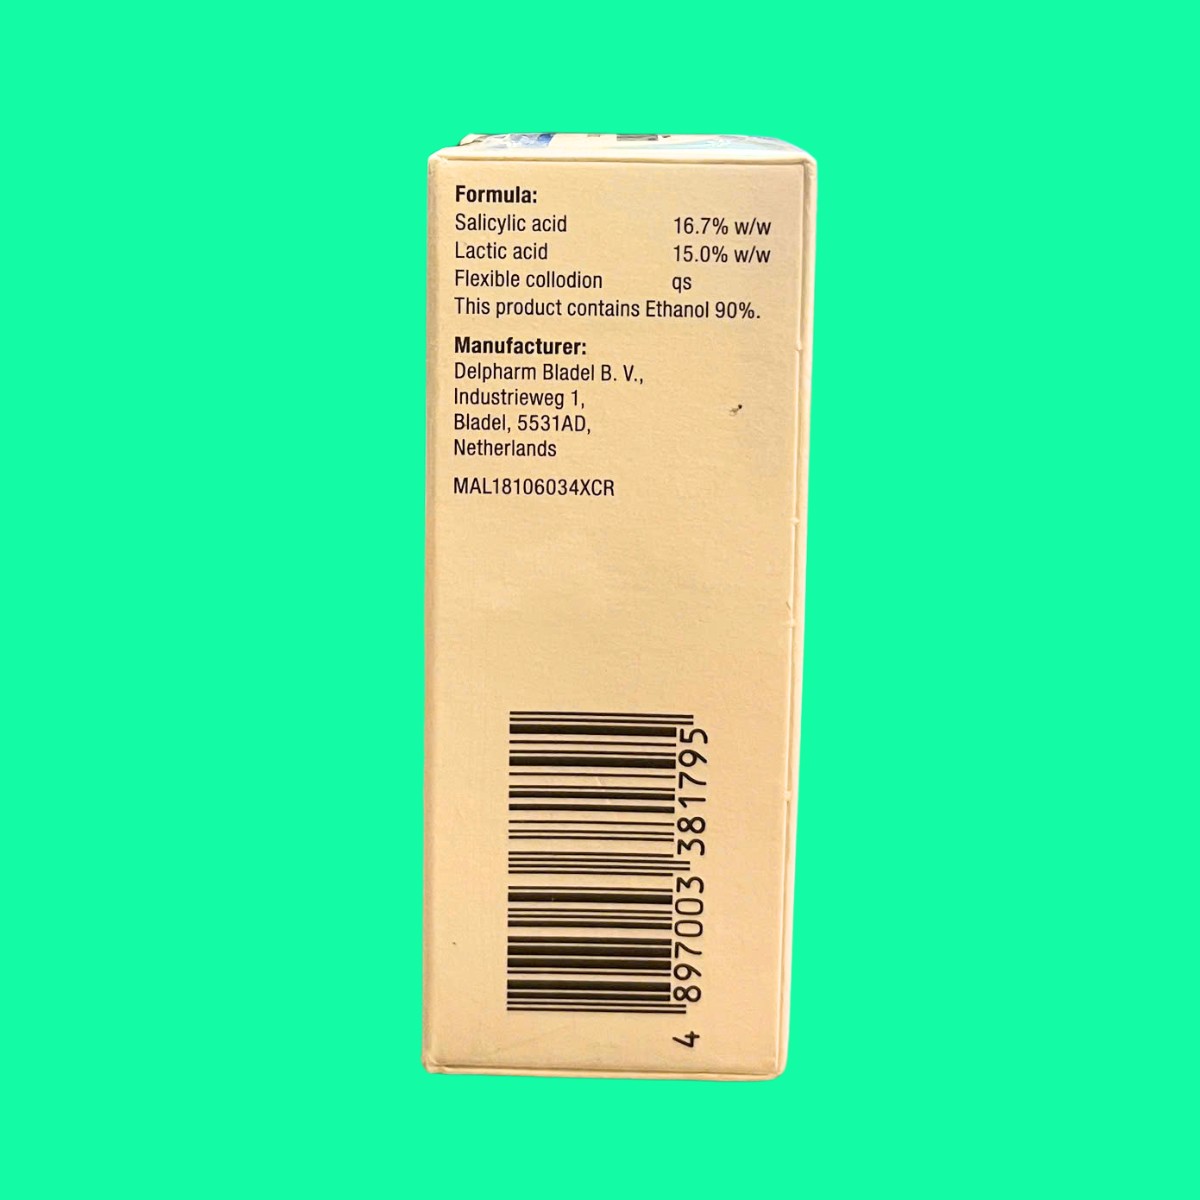 Formula:
Salicylic acid 16.7% w/w
Lactic acid 15.0% w/w
Flexible collodion qs
This product contains Ethanol 90%.
Manufacturer:
Delpharm Bladel B. V.,
Industrieweg 1,
Bladel, 5531AD,
Netherlands
MAL18106034XCR
4 897003 381795